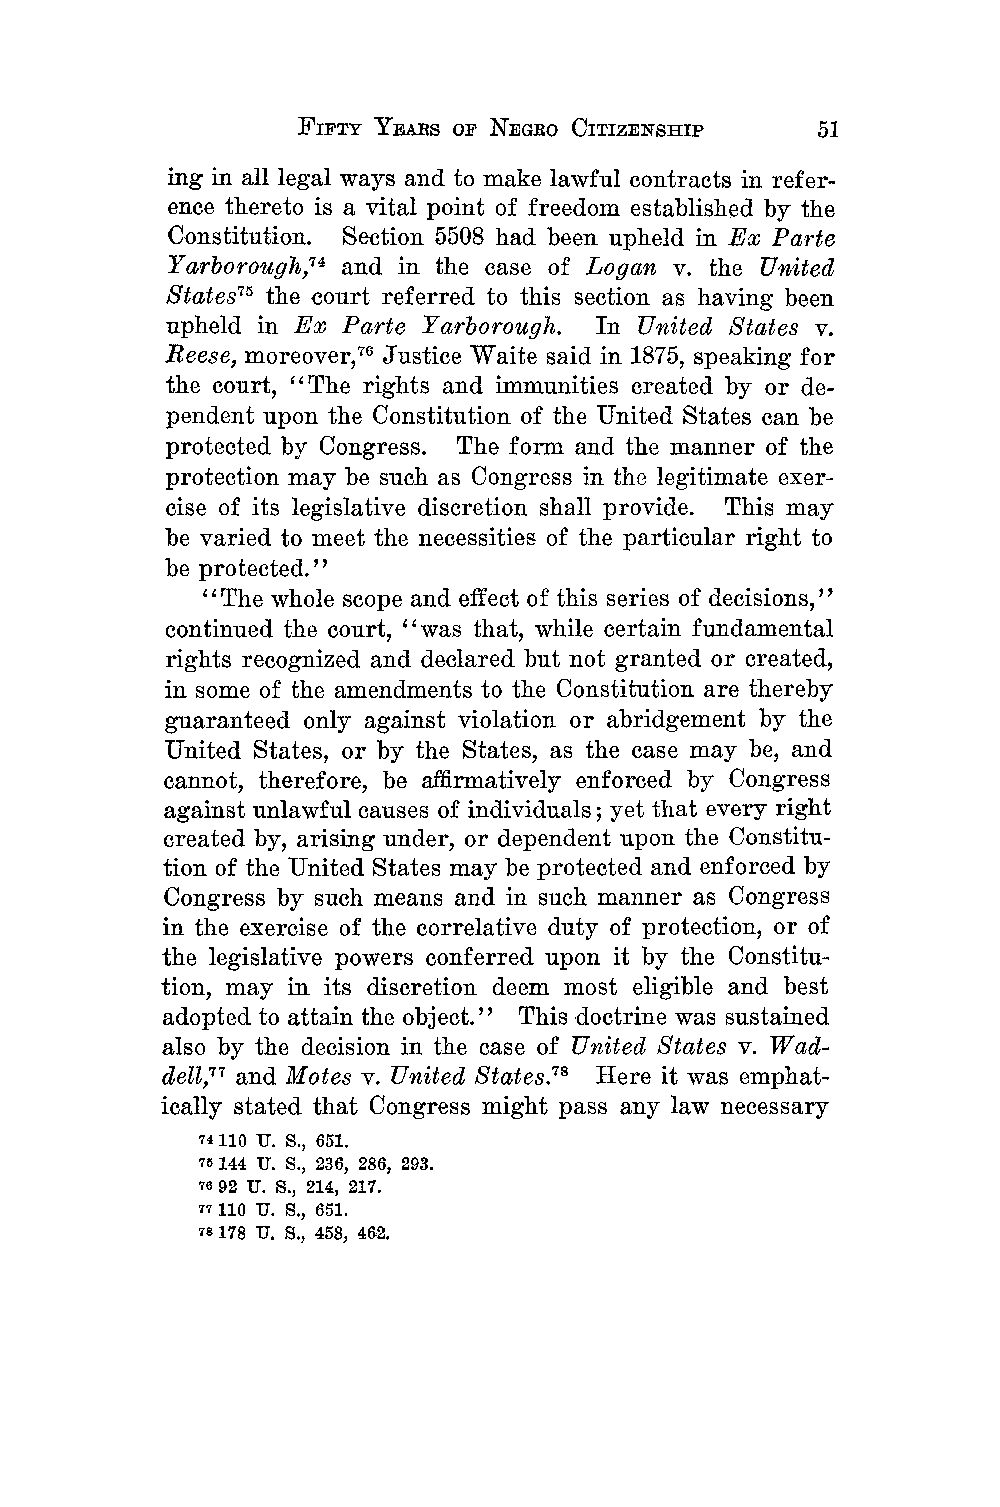 FIFTY YEARS OF NEGRO CITIZENSHIP 51
ing in all legal ways and to make lawful contracts in refer-
ence thereto is a vital point of freedom established by the
Constitution. Section 5508 had been upheld in Ex Parte
Yarborough,⁷⁴ and in the case of Logan v. the United
States⁷⁵ the court referred to this section as having been
upheld in Ex Parte Yarborough. In United States v.
Reese, moreover,⁷⁶ Justice Waite said in 1875, speaking for
the court, ‘‘The rights and immunities created by or de-
pendent upon the Constitution of the United States can be
protected by Congress. The form and the manner of the
protection may be such as Congress in the legitimate exer-
cise of its legislative discretion shall provide. This may
be varied to meet the necessities of the particular right to
be protected.’’
‘‘The whole scope and effect of this series of decisions,’’
continued the court, ‘‘was that, while certain fundamental
rights recognized and declared but not granted or created,
in some of the amendments to the Constitution are thereby
guaranteed only against violation or abridgement by the
United States, or by the States, as the case may be, and
cannot, therefore, be affirmatively enforced by Congress
against unlawful causes of individuals; yet that every right
created by, arising under, or dependent upon the Constitu-
tion of the United States may be protected and enforced by
Congress by such means and in such manner as Congress
in the exercise of the correlative duty of protection, or of
the legislative powers conferred upon it by the Constitu-
tion, may in its discretion deem most eligible and best
adopted to attain the object.’’ This doctrine was sustained
also by the decision in the case of United States v. Wad-
dell,⁷⁷ and Motes v. United States.⁷⁸ Here it was emphat-
ically stated that Congress might pass any law necessary
⁷⁴ 110 U. S., 651.
⁷⁵ 144 U. S., 236, 286, 293.
⁷⁶ 92 U. S., 214, 217.
⁷⁷ 110 U. S., 651.
⁷⁸ 178 U. S., 458, 462.